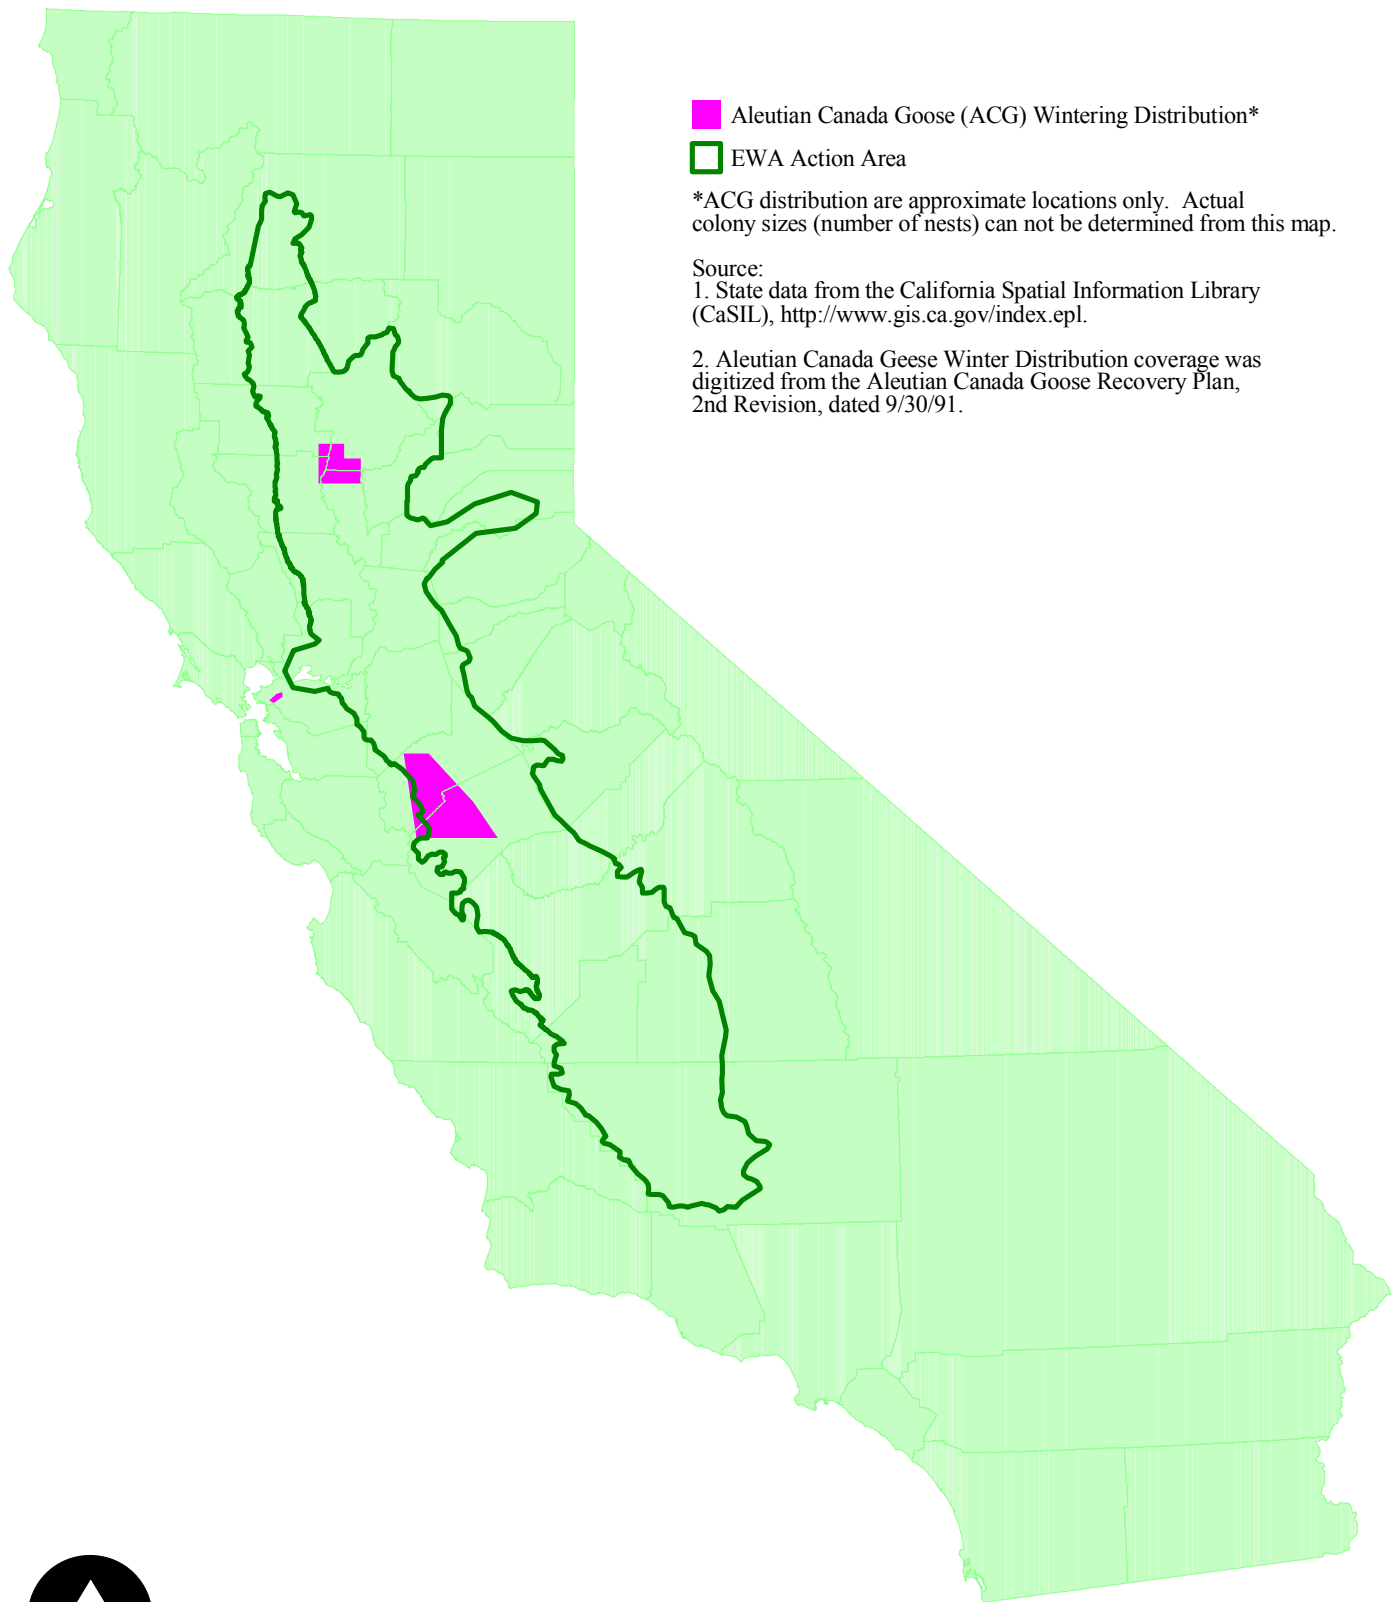 Aleutian Canada Goose (ACG) Wintering Distribution*
EWA Action Area
*ACG distribution are approximate locations only.  Actual
colony sizes (number of nests) can not be determined from this map.
Source:
1. State data from the California Spatial Information Library
(CaSIL), http://www.gis.ca.gov/index.epl.
2. Aleutian Canada Geese Winter Distribution coverage was
digitized from the Aleutian Canada Goose Recovery Plan,
2nd Revision, dated 9/30/91.